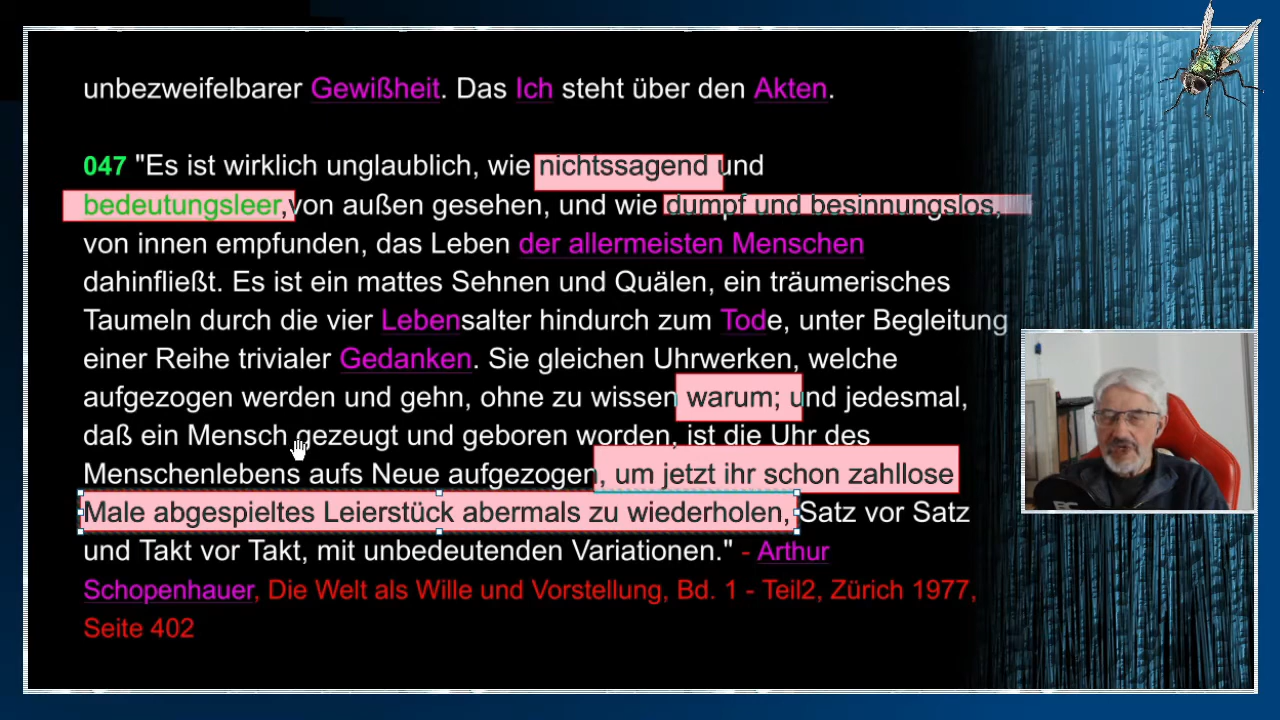 unbezweifelbarer Gewißheit. Das Ich steht über den Akten.
047 "Es ist wirklich unglaublich, wie nichtssagend und
bedeutungsleer,von außen gesehen, und wie dumpf und besinnungslos,
von innen empfunden, das Leben der allermeisten Menschen
dahinfließt. Es ist ein mattes Sehnen und Quälen, ein träumerisches
Taumeln durch die vier Lebensalter hindurch zum Tode, unter Begleitung
einer Reihe trivialer Gedanken. Sie gleichen Uhrwerken, welche
aufgezogen werden und gehn, ohne zu wissen warum; und jedesmal,
daß ein Mensch gezeugt und geboren worden, ist die Uhr des
Menschenlebens aufs Neue aufgezogen, um jetzt ihr schon zahllose
Male abgespieltes Leierstück abermals zu wiederholen, Satz vor Satz
und Takt vor Takt, mit unbedeutenden Variationen." - Arthur
Schopenhauer, Die Welt als Wille und Vorstellung, Bd. 1 - Teil2, Zürich 1977,
Seite 402